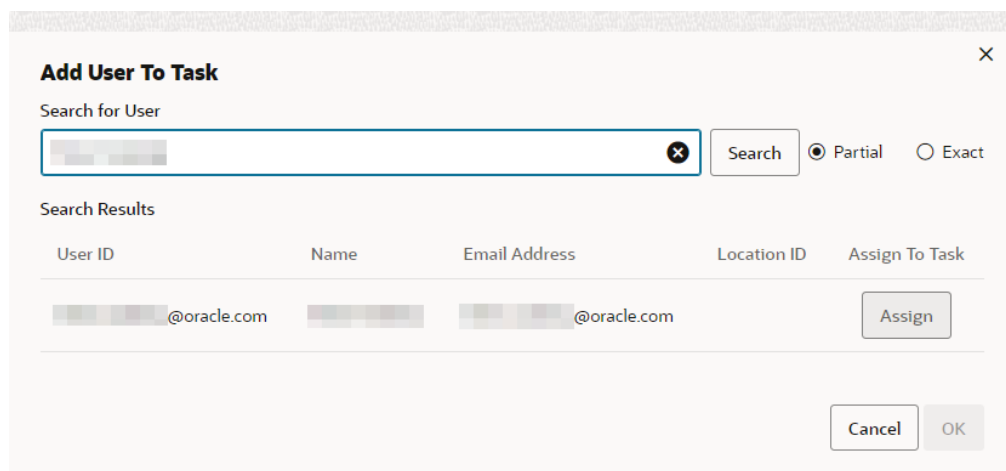 Add User To Task
Search for User
Search Partial Exact
Search Results
User ID Name Email Address Location ID Assign To Task
@oracle.com @oracle.com Assign
Cancel OK